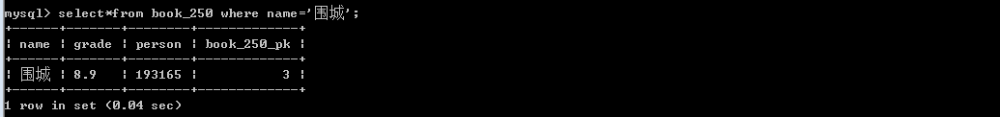 mysql> select*from book_250 where name='围城';
+------+-------+--------+-------------+
| name | grade | person | book_250_pk |
+------+-------+--------+-------------+
| 围城 | 8.9   | 193165 |           3 |
+------+-------+--------+-------------+
1 row in set (0.04 sec)